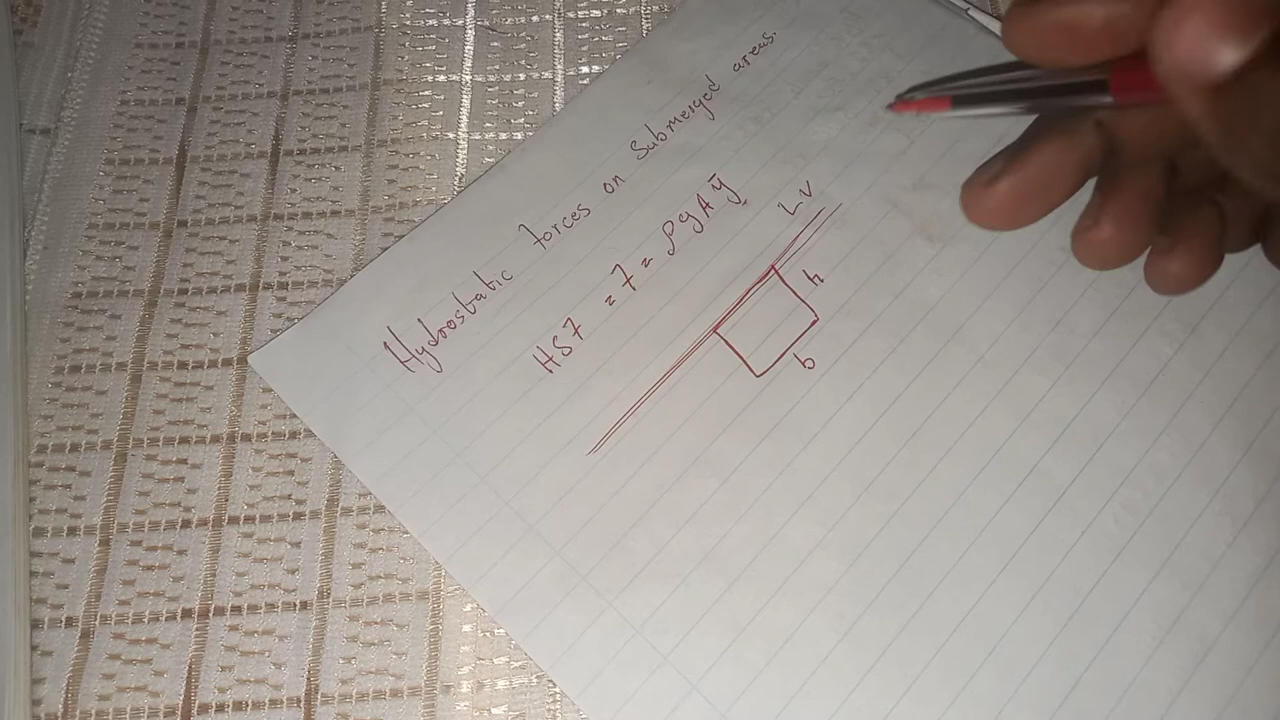 Hydrostatic forces on Submerged areas.
HSF = F = ρgAȳ
LV
h
b